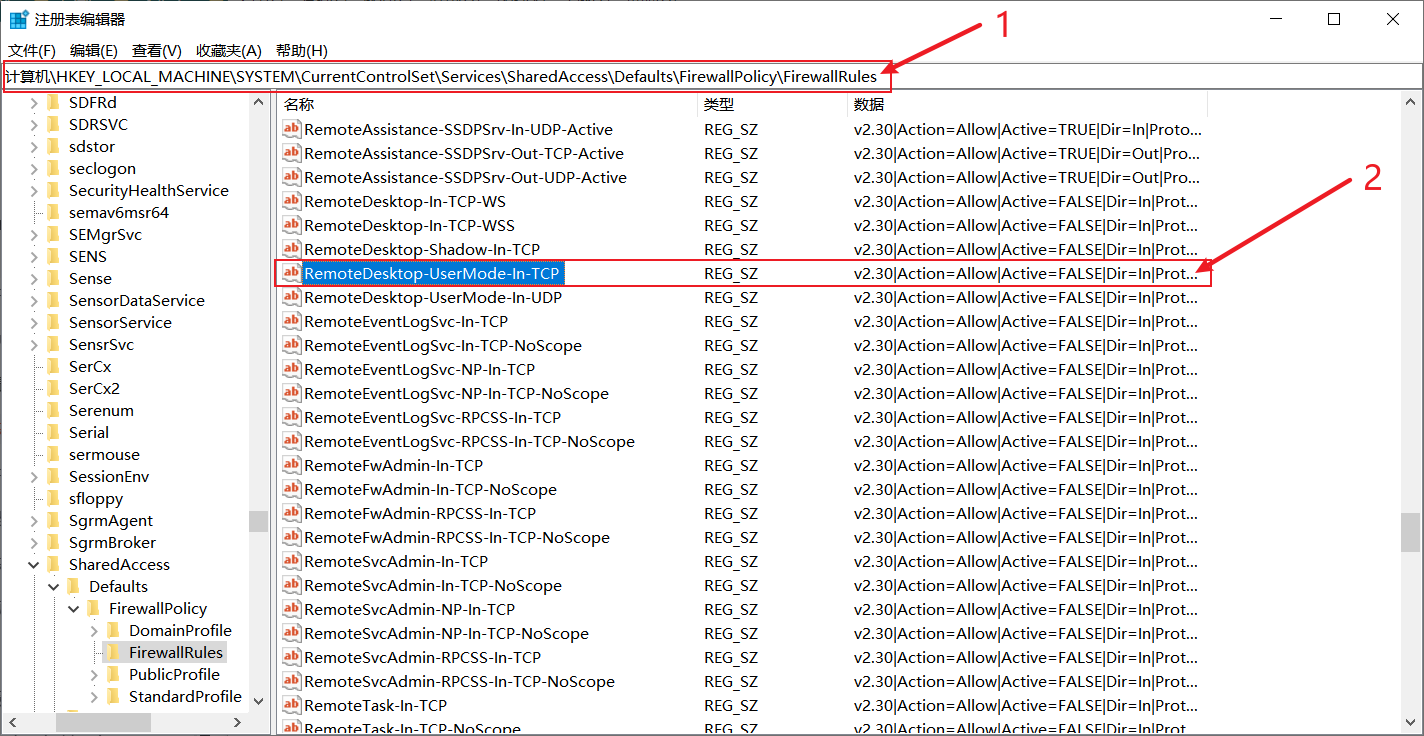 注册表编辑器
1
文件(F) 编辑(E) 查看(V) 收藏夹(A) 帮助(H)
计算机\HKEY_LOCAL_MACHINE\SYSTEM\CurrentControlSet\Services\SharedAccess\Defaults\FirewallPolicy\FirewallRules
SDFRd
SDRSVC
sdstor
seclogon
SecurityHealthService
semav6msr64
SEMgrSvc
SENS
Sense
SensorDataService
SensorService
SensrSvc
SerCx
SerCx2
Serenum
Serial
sermouse
SessionEnv
sfloppy
SgrmAgent
SgrmBroker
SharedAccess
Defaults
FirewallPolicy
DomainProfile
FirewallRules
PublicProfile
StandardProfile
名称 类型 数据
RemoteAssistance-SSDPSrv-In-UDP-Active REG_SZ v2.30|Action=Allow|Active=TRUE|Dir=In|Proto...
RemoteAssistance-SSDPSrv-Out-TCP-Active REG_SZ v2.30|Action=Allow|Active=TRUE|Dir=Out|Pro...
RemoteAssistance-SSDPSrv-Out-UDP-Active REG_SZ v2.30|Action=Allow|Active=TRUE|Dir=Out|Pro...
RemoteDesktop-In-TCP-WS REG_SZ v2.30|Action=Allow|Active=FALSE|Dir=In|Prot...
RemoteDesktop-In-TCP-WSS REG_SZ v2.30|Action=Allow|Active=FALSE|Dir=In|Prot...
RemoteDesktop-Shadow-In-TCP REG_SZ v2.30|Action=Allow|Active=FALSE|Dir=In|Prot...
RemoteDesktop-UserMode-In-TCP REG_SZ v2.30|Action=Allow|Active=FALSE|Dir=In|Prot...
RemoteDesktop-UserMode-In-UDP REG_SZ v2.30|Action=Allow|Active=FALSE|Dir=In|Prot...
RemoteEventLogSvc-In-TCP REG_SZ v2.30|Action=Allow|Active=FALSE|Dir=In|Prot...
RemoteEventLogSvc-In-TCP-NoScope REG_SZ v2.30|Action=Allow|Active=FALSE|Dir=In|Prot...
RemoteEventLogSvc-NP-In-TCP REG_SZ v2.30|Action=Allow|Active=FALSE|Dir=In|Prot...
RemoteEventLogSvc-NP-In-TCP-NoScope REG_SZ v2.30|Action=Allow|Active=FALSE|Dir=In|Prot...
RemoteEventLogSvc-RPCSS-In-TCP REG_SZ v2.30|Action=Allow|Active=FALSE|Dir=In|Prot...
RemoteEventLogSvc-RPCSS-In-TCP-NoScope REG_SZ v2.30|Action=Allow|Active=FALSE|Dir=In|Prot...
RemoteFwAdmin-In-TCP REG_SZ v2.30|Action=Allow|Active=FALSE|Dir=In|Prot...
RemoteFwAdmin-In-TCP-NoScope REG_SZ v2.30|Action=Allow|Active=FALSE|Dir=In|Prot...
RemoteFwAdmin-RPCSS-In-TCP REG_SZ v2.30|Action=Allow|Active=FALSE|Dir=In|Prot...
RemoteFwAdmin-RPCSS-In-TCP-NoScope REG_SZ v2.30|Action=Allow|Active=FALSE|Dir=In|Prot...
RemoteSvcAdmin-In-TCP REG_SZ v2.30|Action=Allow|Active=FALSE|Dir=In|Prot...
RemoteSvcAdmin-In-TCP-NoScope REG_SZ v2.30|Action=Allow|Active=FALSE|Dir=In|Prot...
RemoteSvcAdmin-NP-In-TCP REG_SZ v2.30|Action=Allow|Active=FALSE|Dir=In|Prot...
RemoteSvcAdmin-NP-In-TCP-NoScope REG_SZ v2.30|Action=Allow|Active=FALSE|Dir=In|Prot...
RemoteSvcAdmin-RPCSS-In-TCP REG_SZ v2.30|Action=Allow|Active=FALSE|Dir=In|Prot...
RemoteSvcAdmin-RPCSS-In-TCP-NoScope REG_SZ v2.30|Action=Allow|Active=FALSE|Dir=In|Prot...
RemoteTask-In-TCP REG_SZ v2.30|Action=Allow|Active=FALSE|Dir=In|Prot...
RemoteTask-In-TCP-NoScope REG_SZ v2.30|Action=Allow|Active=FALSE|Dir=In|Prot...
2